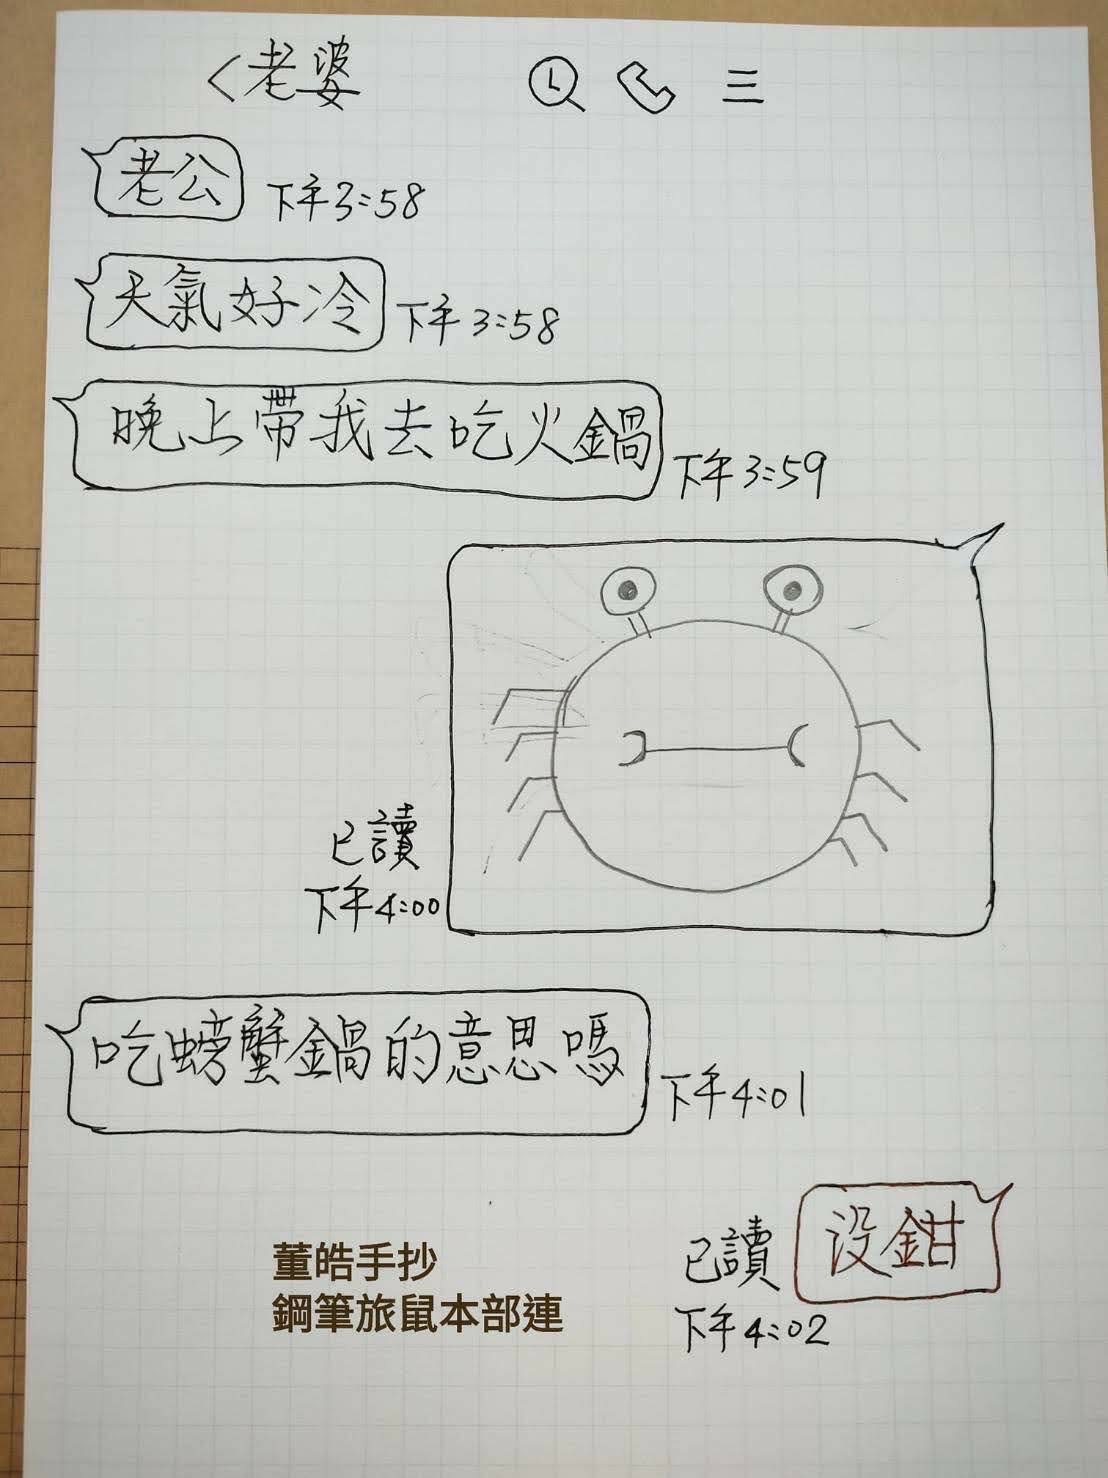 <老婆
老公
下午3:58
天氣好冷
下午3:58
晚上帶我去吃火鍋
下午3:59
已讀
下午4:00
吃螃蟹鍋的意思嗎
下午4:01
已讀
沒鉗
下午4:02
董皓手抄
鋼筆旅鼠本部連